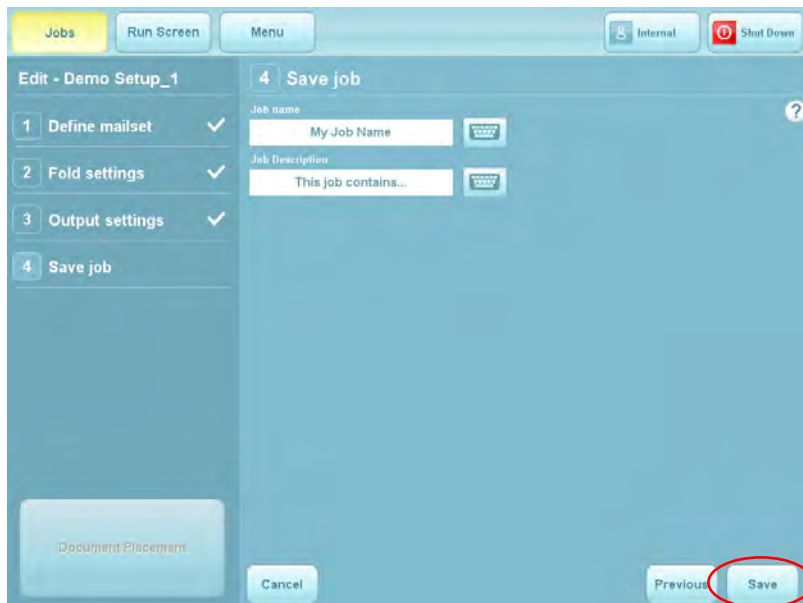 Jobs
Run Screen
Menu
Internal
Shut Down
Edit - Demo Setup_1
4 Save job
Job name
1 Define mailset
My Job Name
?
Job Description
2 Fold settings
This job contains...
3 Output settings
4 Save job
Document Placement
Cancel
Previous
Save